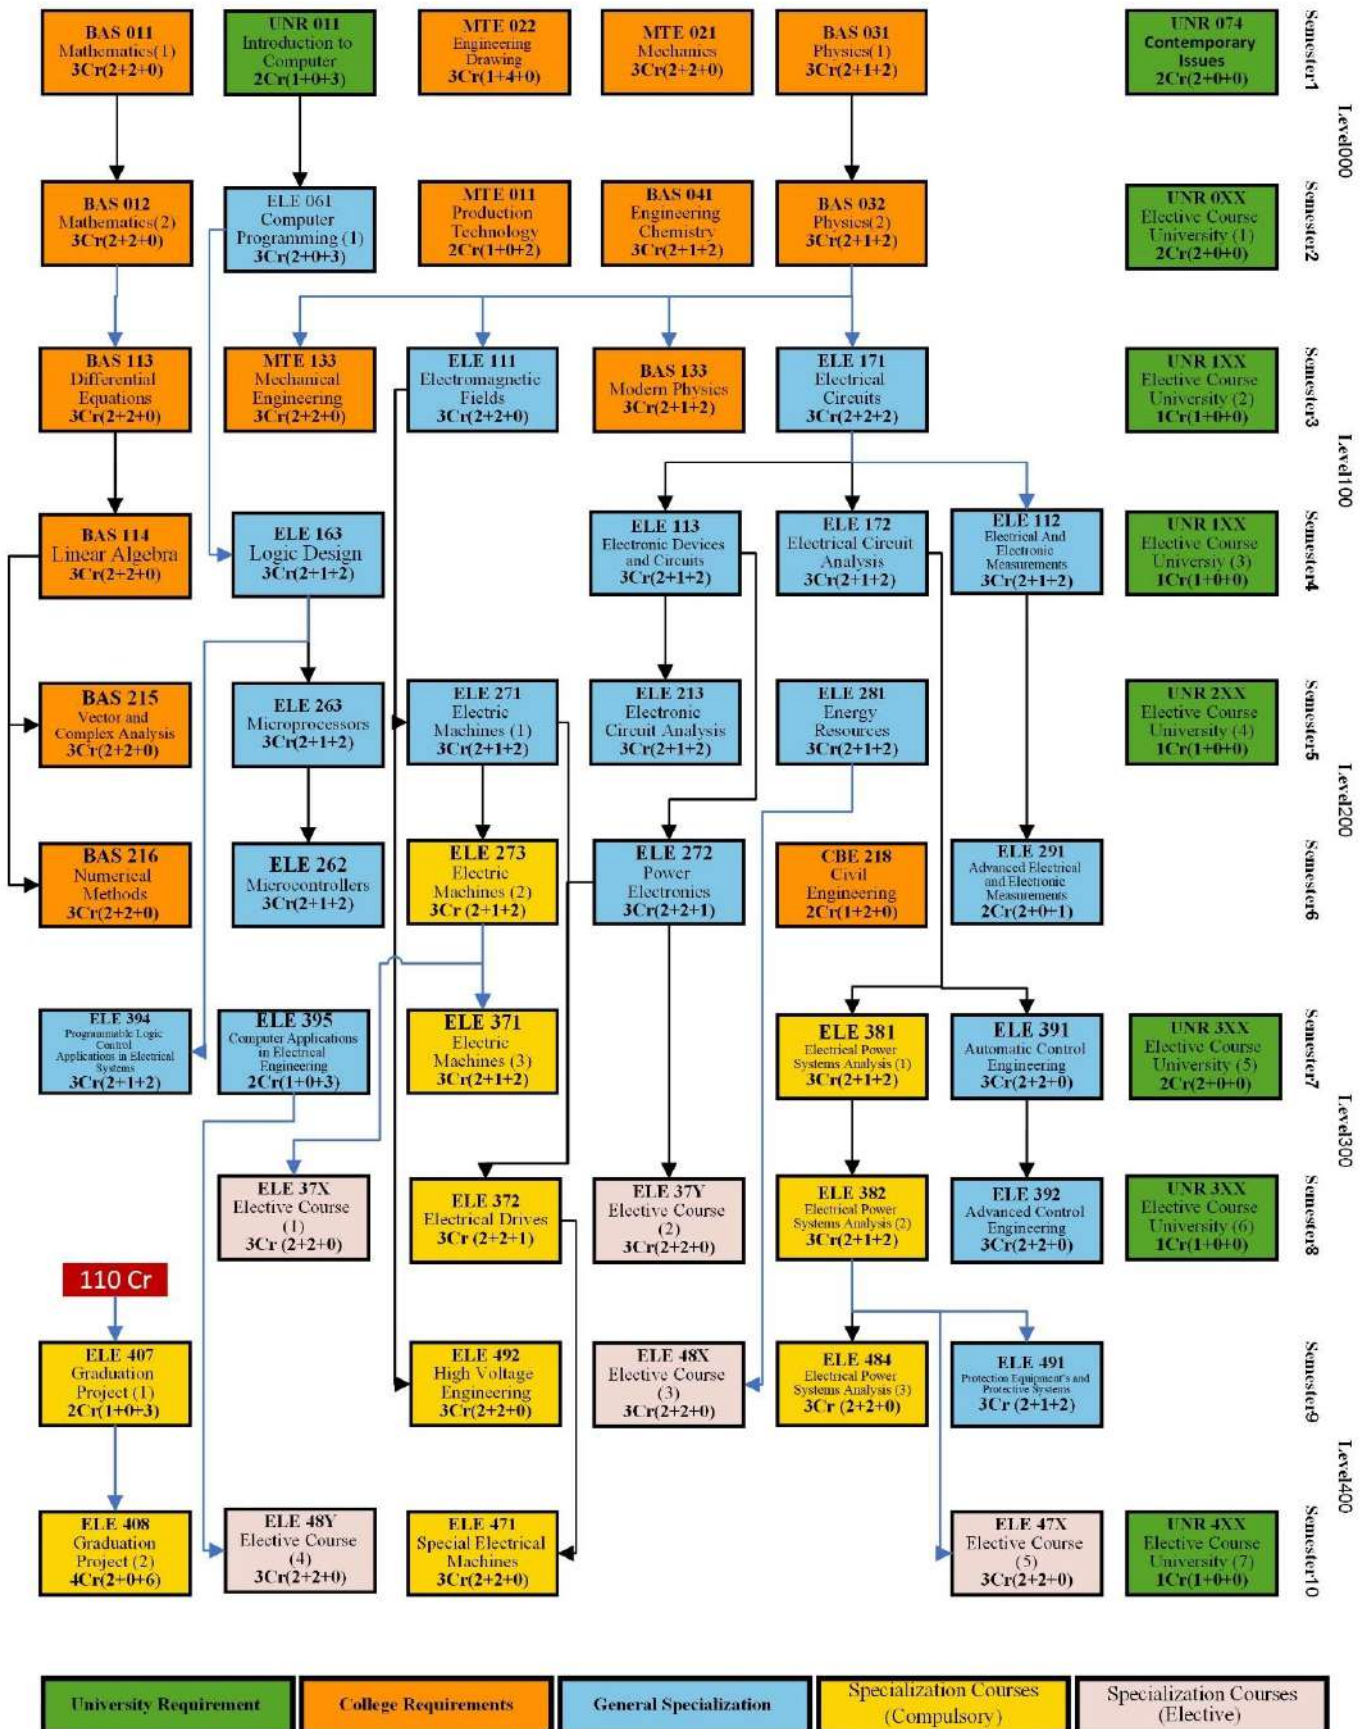 BAS 011
Mathematics(1)
3Cr(2+2+0)
UNR 011
Introduction to
Computer
2Cr(1+0+3)
MTE 022
Engineering
Drawing
3Cr(1+4+0)
MTE 021
Mechanics
3Cr(2+2+0)
BAS 031
Physics(1)
3Cr(2+1+2)
UNR 074
Contemporary
Issues
2Cr(2+0+0)
Semester1
Level000
BAS 012
Mathematics(2)
3Cr(2+2+0)
ELE 061
Computer
Programming (1)
3Cr(2+0+3)
MTE 011
Production
Technology
2Cr(1+0+2)
BAS 041
Engineering
Chemistry
3Cr(2+1+2)
BAS 032
Physics(2)
3Cr(2+1+2)
UNR 0XX
Elective Course
University (1)
2Cr(2+0+0)
Semester2
BAS 113
Differential
Equations
3Cr(2+2+0)
MTE 133
Mechanical
Engineering
3Cr(2+2+0)
ELE 111
Electromagnetic
Fields
3Cr(2+2+0)
BAS 133
Modern Physics
3Cr(2+1+2)
ELE 171
Electrical
Circuits
3Cr(2+2+2)
UNR 1XX
Elective Course
University (2)
1Cr(1+0+0)
Semester3
Level100
BAS 114
Linear Algebra
3Cr(2+2+0)
ELE 163
Logic Design
3Cr(2+1+2)
ELE 113
Electronic Devices
and Circuits
3Cr(2+1+2)
ELE 172
Electrical Circuit
Analysis
3Cr(2+1+2)
ELE 112
Electrical And
Electronic
Measurements
3Cr(2+1+2)
UNR 1XX
Elective Course
Universiy (3)
1Cr(1+0+0)
Semester4
BAS 215
Vector and
Complex Analysis
3Cr(2+2+0)
ELE 263
Microprocessors
3Cr(2+1+2)
ELE 271
Electric
Machines (1)
3Cr(2+1+2)
ELE 213
Electronic
Circuit Analysis
3Cr(2+1+2)
ELE 281
Energy
Resources
3Cr(2+1+2)
UNR 2XX
Elective Course
University (4)
1Cr(1+0+0)
Semester5
Level200
BAS 216
Numerical
Methods
3Cr(2+2+0)
ELE 262
Microcontrollers
3Cr(2+1+2)
ELE 273
Electric
Machines (2)
3Cr (2+1+2)
ELE 272
Power
Electronics
3Cr(2+2+1)
CBE 218
Civil
Engineering
2Cr(1+2+0)
ELE 291
Advanced Electrical
and Electronic
Measurements
2Cr(2+0+1)
Semester6
ELE 394
Programmable Logic
Control
Applications in Electrical
Systems
3Cr(2+1+2)
ELE 395
Computer Applications
in Electrical
Engineering
2Cr(1+0+3)
ELE 371
Electric
Machines (3)
3Cr(2+1+2)
ELE 381
Electrical Power
Systems Analysis (1)
3Cr(2+1+2)
ELE 391
Automatic Control
Engineering
3Cr(2+2+0)
UNR 3XX
Elective Course
University (5)
2Cr(2+0+0)
Semester7
Level300
ELE 37X
Elective Course
(1)
3Cr (2+2+0)
ELE 372
Electrical Drives
3Cr (2+2+1)
ELE 37Y
Elective Course
(2)
3Cr(2+2+0)
ELE 382
Electrical Power
Systems Analysis (2)
3Cr(2+1+2)
ELE 392
Advanced Control
Engineering
3Cr(2+2+0)
UNR 3XX
Elective Course
University (6)
1Cr(1+0+0)
Semester8
110 Cr
ELE 407
Graduation
Project (1)
2Cr(1+0+3)
ELE 492
High Voltage
Engineering
3Cr(2+2+0)
ELE 48X
Elective Course
(3)
3Cr(2+2+0)
ELE 484
Electrical Power
Systems Analysis (3)
3Cr (2+2+0)
ELE 491
Protection Equipment's and
Protective Systems
3Cr (2+1+2)
Semester9
Level400
ELE 408
Graduation
Project (2)
4Cr(2+0+6)
ELE 48Y
Elective Course
(4)
3Cr(2+2+0)
ELE 471
Special Electrical
Machines
3Cr(2+2+0)
ELE 47X
Elective Course
(5)
3Cr(2+2+0)
UNR 4XX
Elective Course
University (7)
1Cr(1+0+0)
Semester10
University Requirement
College Requirements
General Specialization
Specialization Courses
(Compulsory)
Specialization Courses
(Elective)